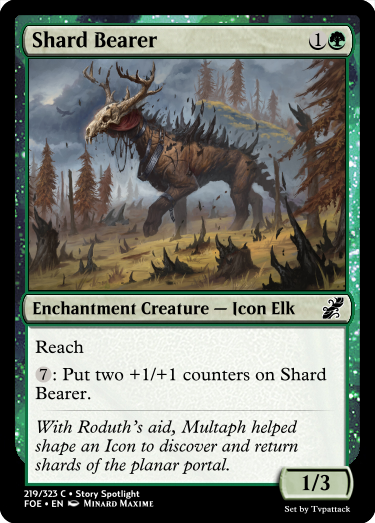 Shard Bearer 1
Enchantment Creature — Icon Elk
Reach
7: Put two +1/+1 counters on Shard
Bearer.
With Roduth's aid, Multaph helped
shape an Icon to discover and return
shards of the planar portal.
1/3
219/323 C • Story Spotlight
FOE • EN Minard Maxime
Set by Tvpattack